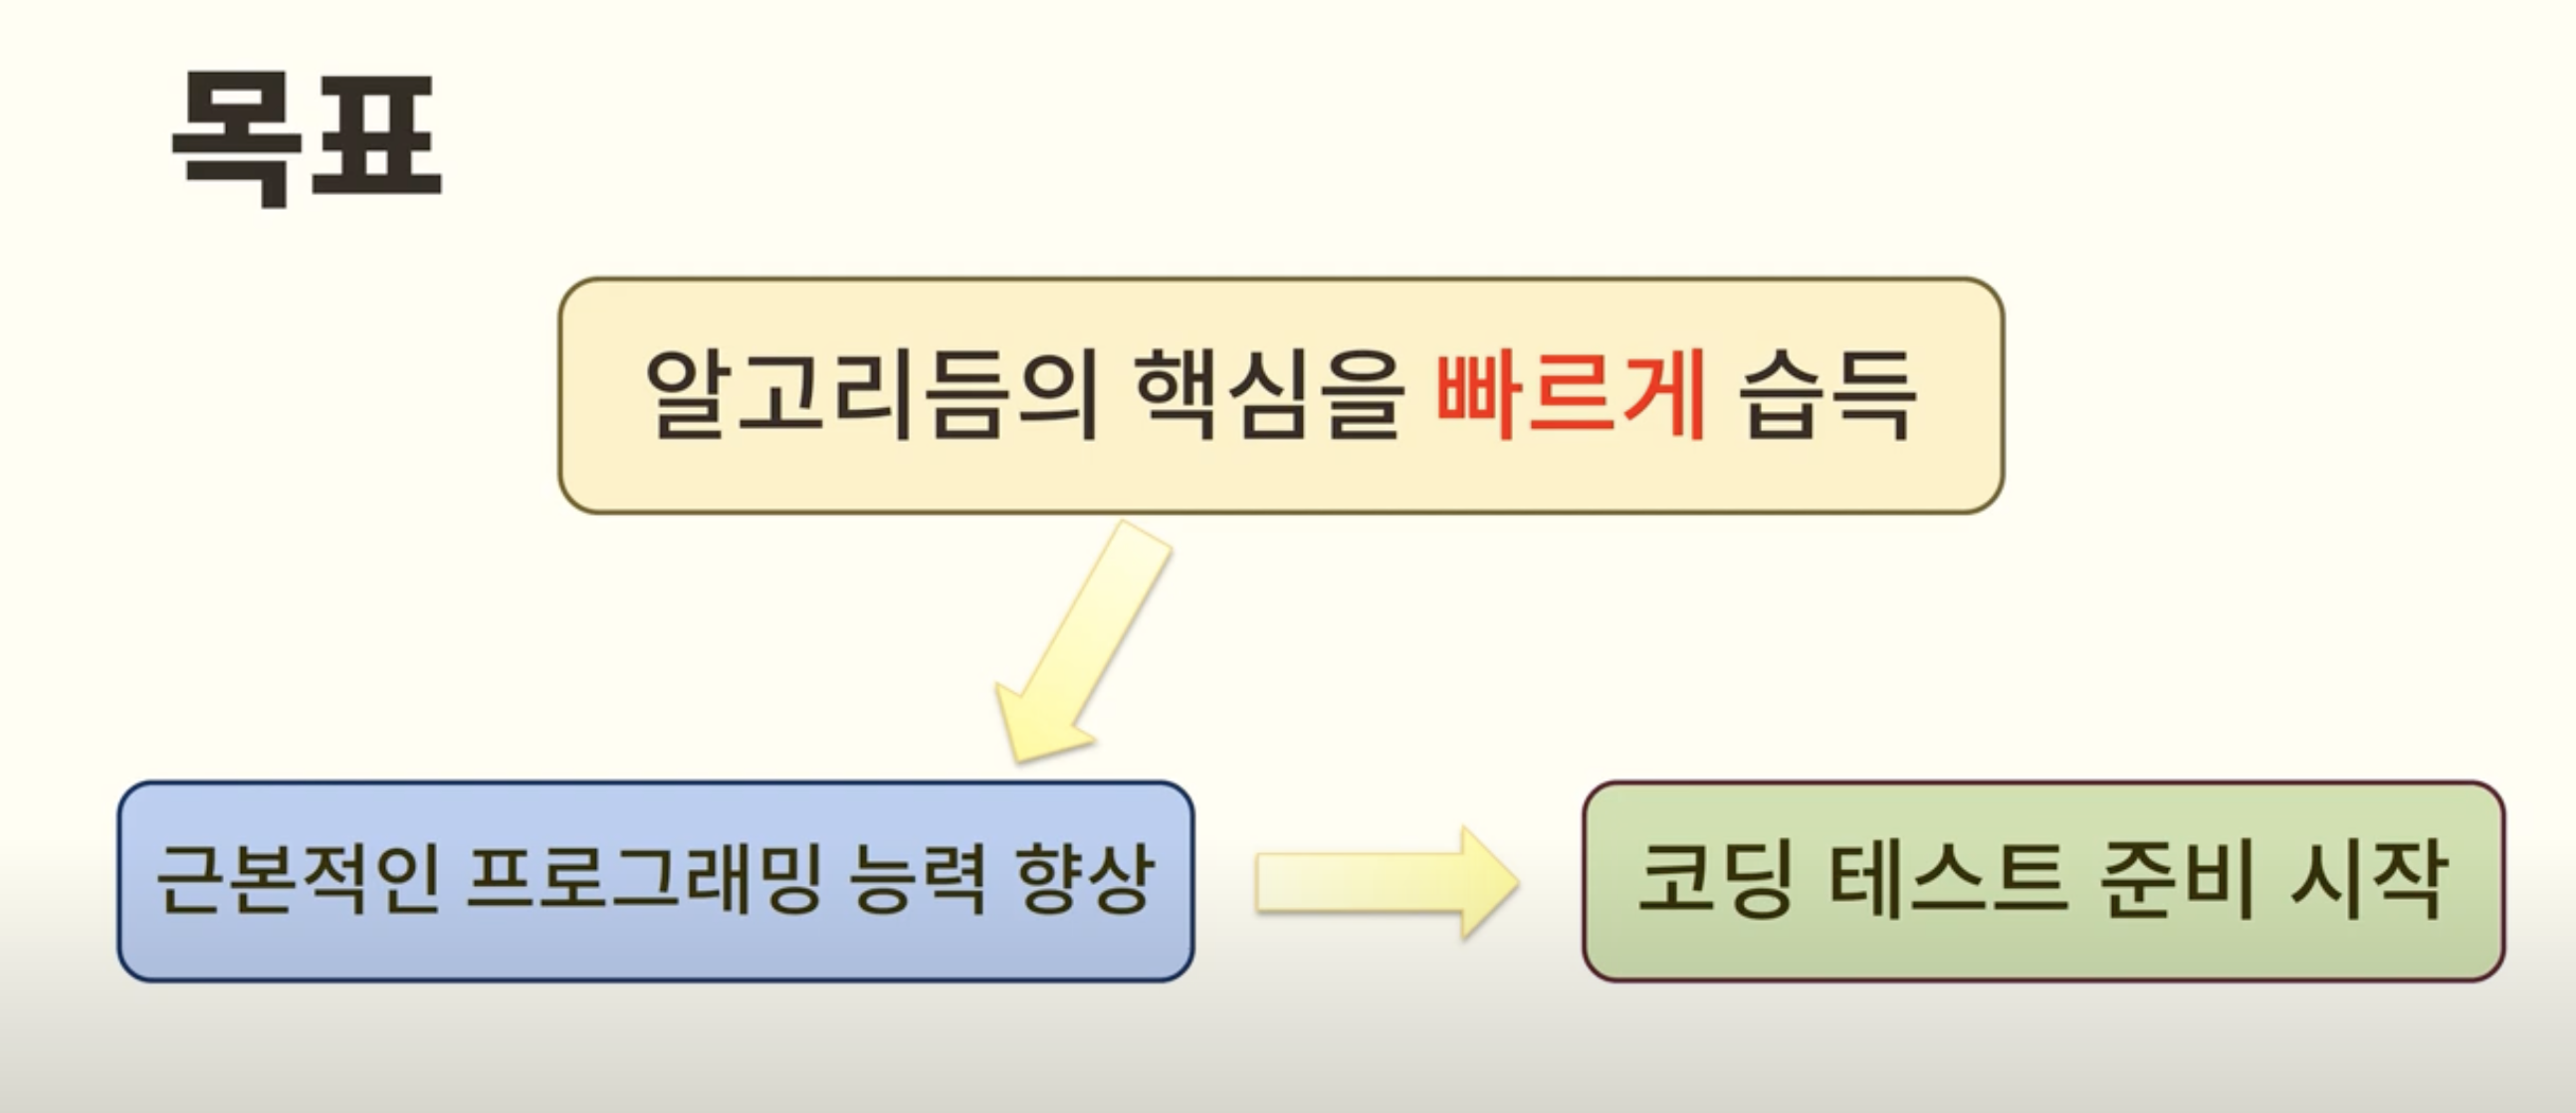 목표
알고리듬의 핵심을 빠르게 습득
근본적인 프로그래밍 능력 향상
코딩 테스트 준비 시작